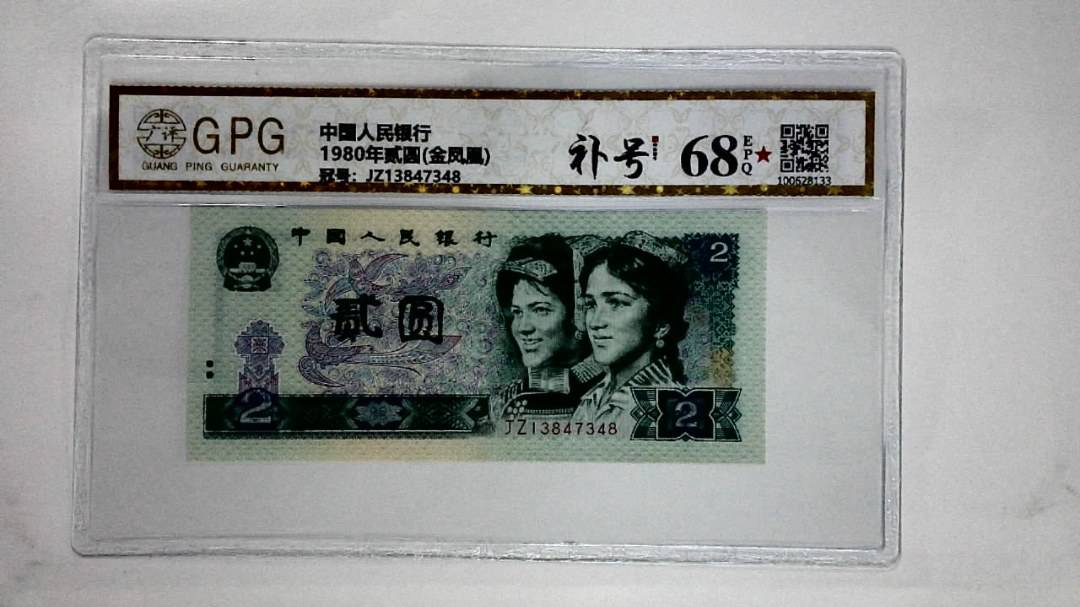 GPG
GUANG PING GUARANTY
中國人民银行
1980年贰圆(金凤凰)
冠号: JZ13847348
补号
68
EPQ★
100628133
中国人民银行
2
贰圆
2
JZ13847348
2